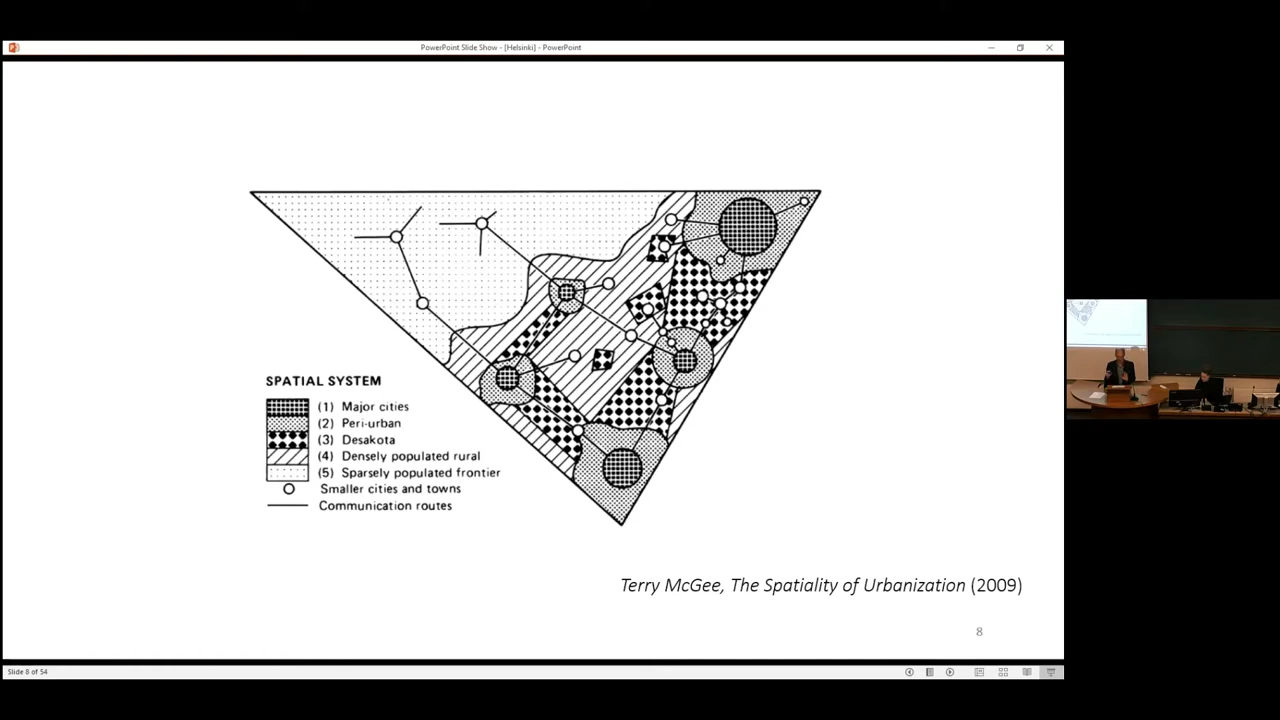 PowerPoint Slide Show - [Helsinki] - PowerPoint
SPATIAL SYSTEM
(1) Major cities
(2) Peri-urban
(3) Desakota
(4) Densely populated rural
(5) Sparsely populated frontier
Smaller cities and towns
Communication routes
Terry McGee, The Spatiality of Urbanization (2009)
8
Slide 8 of 54